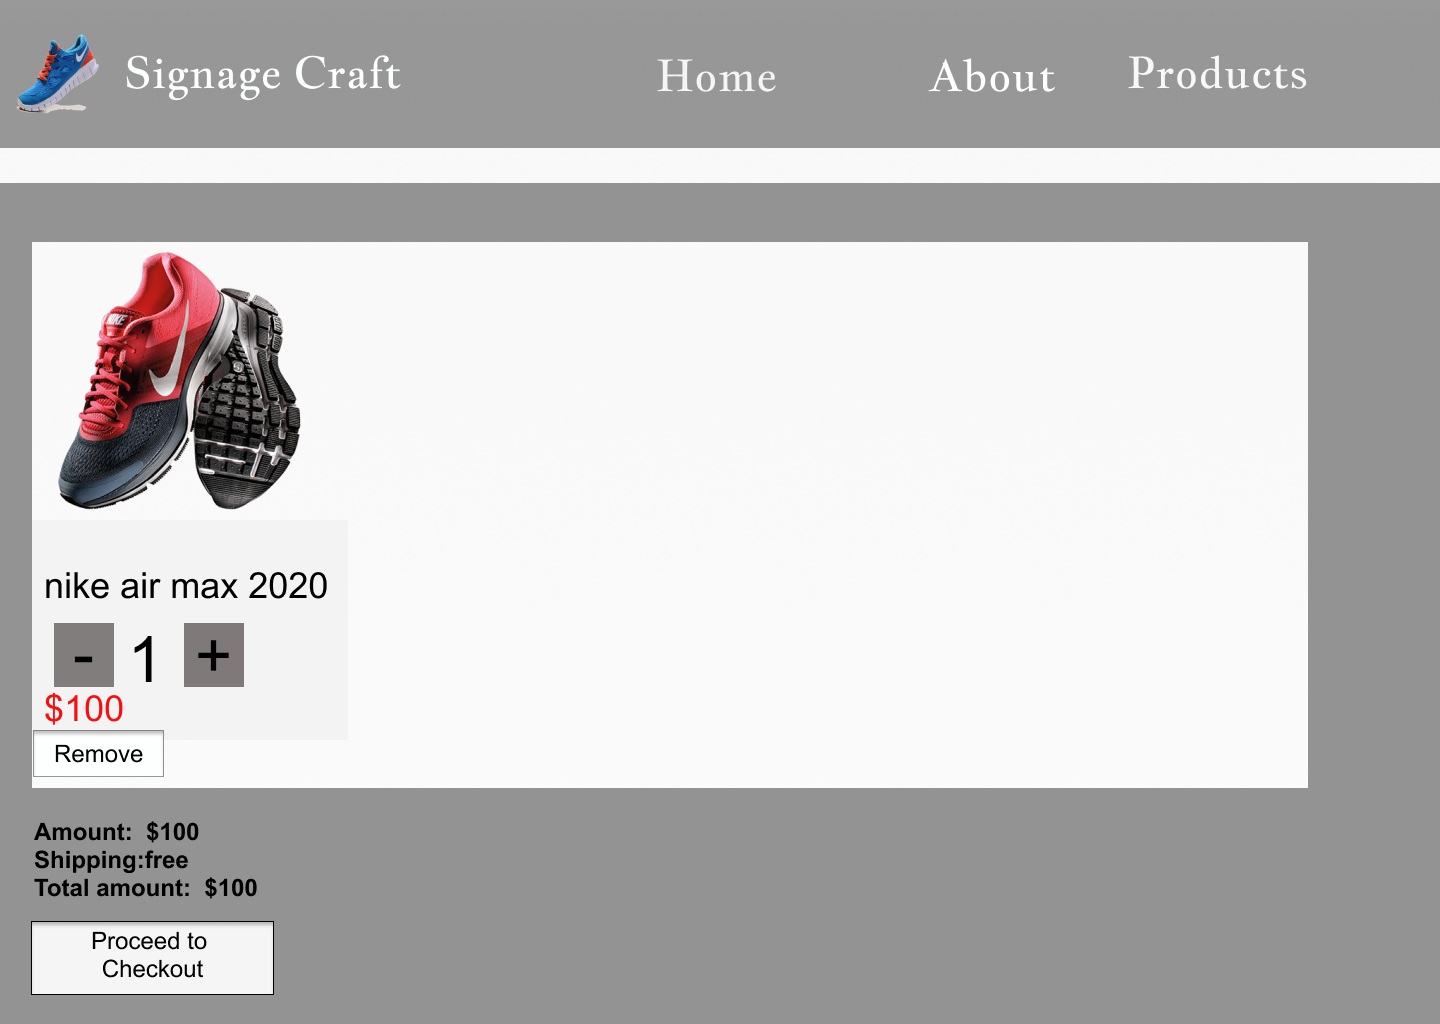 Signage Craft Home About Products
NIKE
nike air max 2020
- 1 +
$100
Remove
Amount: $100
Shipping:free
Total amount: $100
Proceed to
Checkout